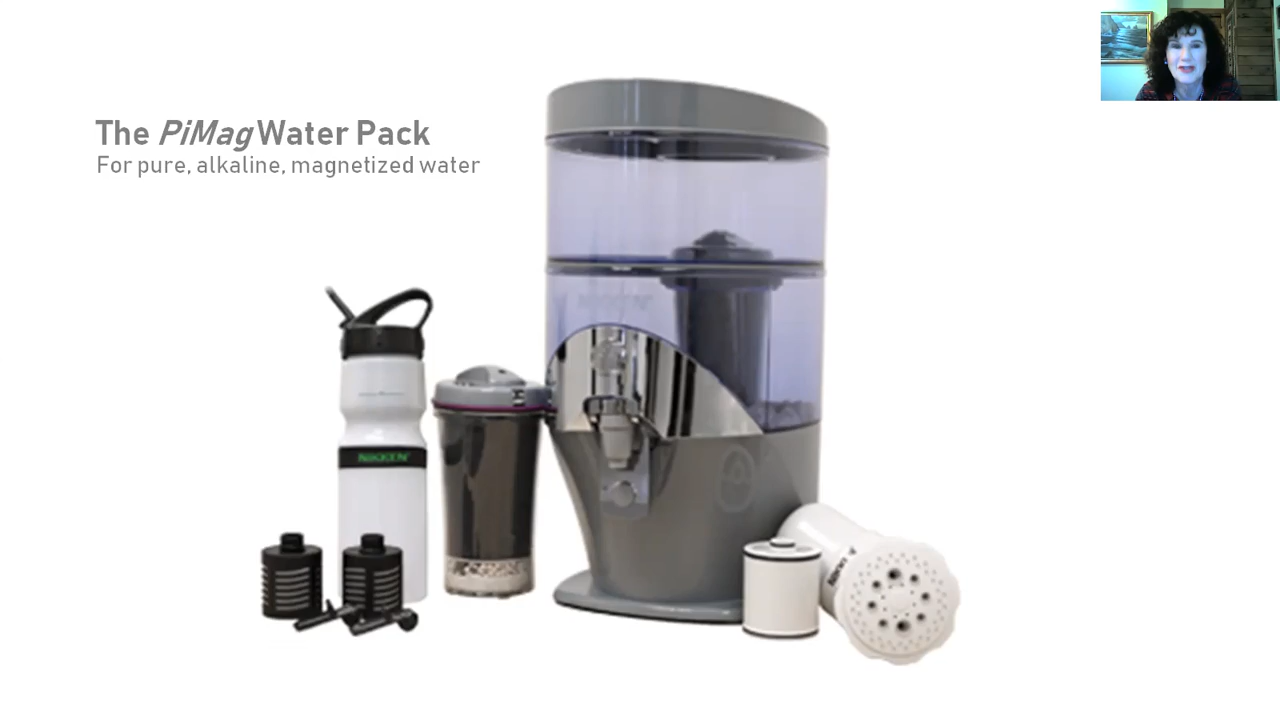 The PiMag Water Pack
For pure, alkaline, magnetized water
NIKKEN